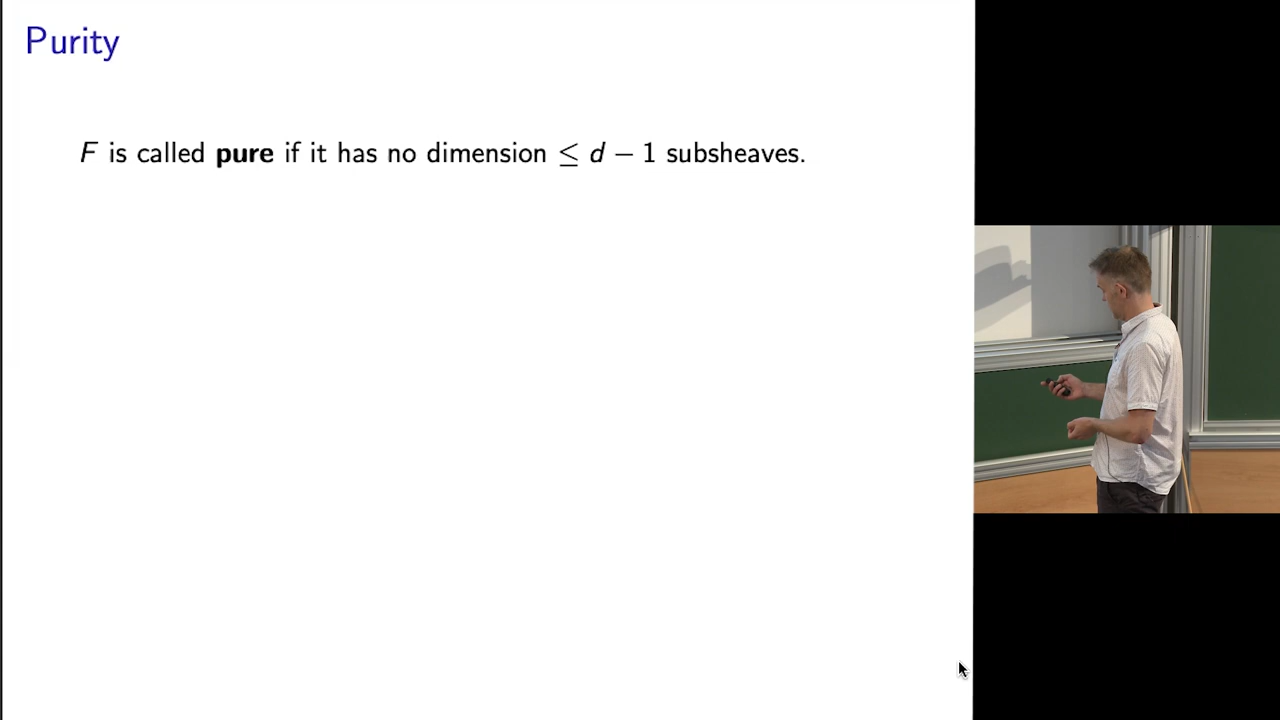 Purity
F is called pure if it has no dimension ≤ d − 1 subsheaves.